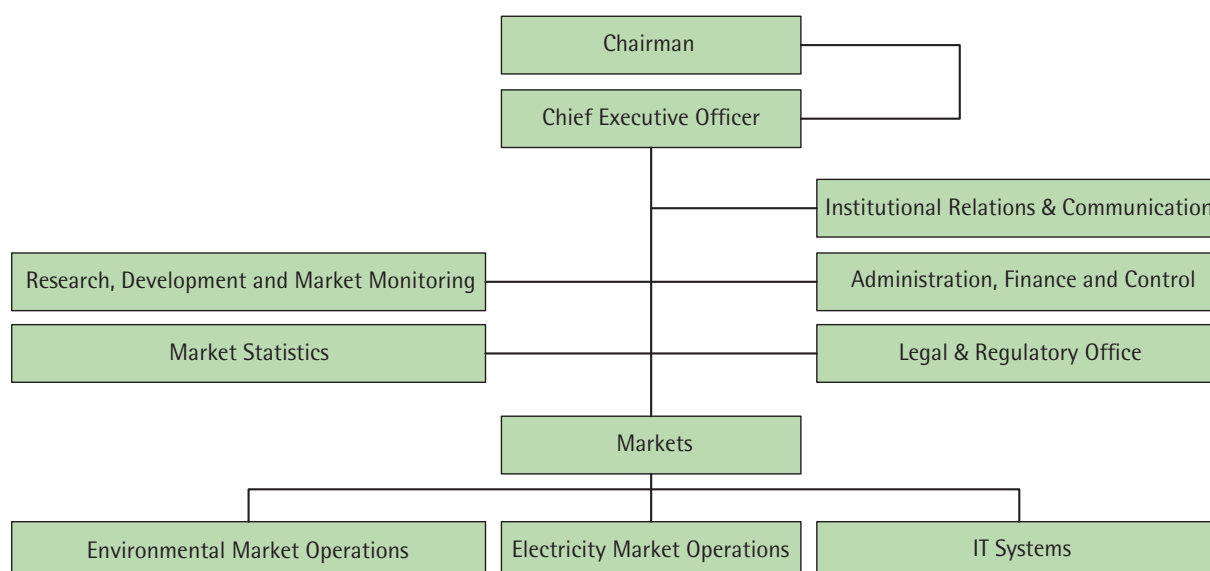 Chairman
Chief Executive Officer
Institutional Relations & Communication
Research, Development and Market Monitoring
Administration, Finance and Control
Market Statistics
Legal & Regulatory Office
Markets
Environmental Market Operations
Electricity Market Operations
IT Systems